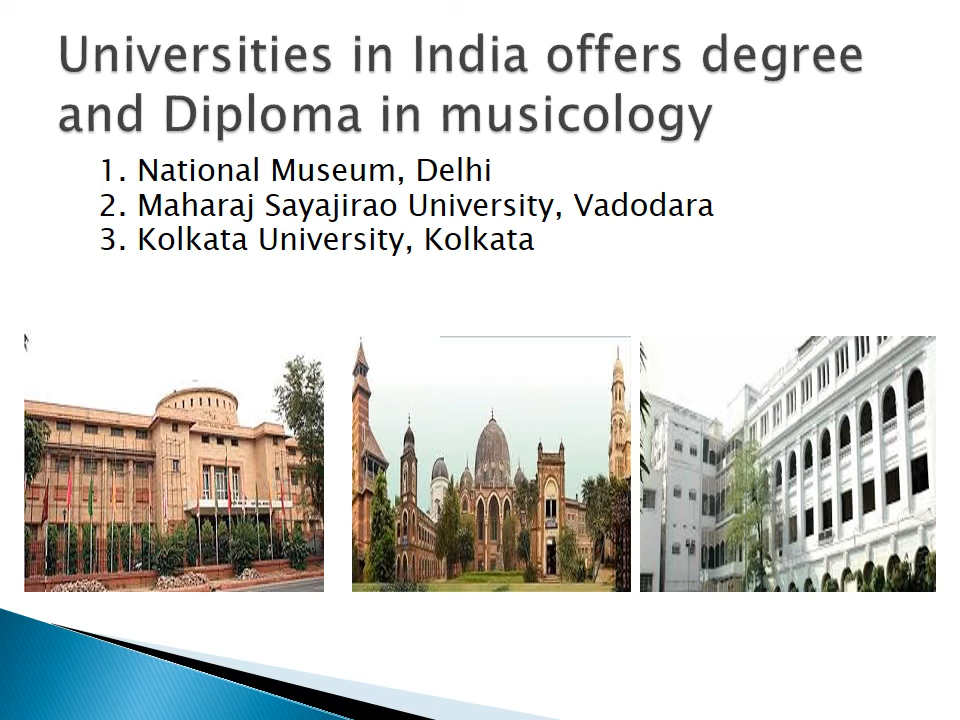 Universities in India offers degree
and Diploma in musicology
1. National Museum, Delhi
2. Maharaj Sayajirao University, Vadodara
3. Kolkata University, Kolkata